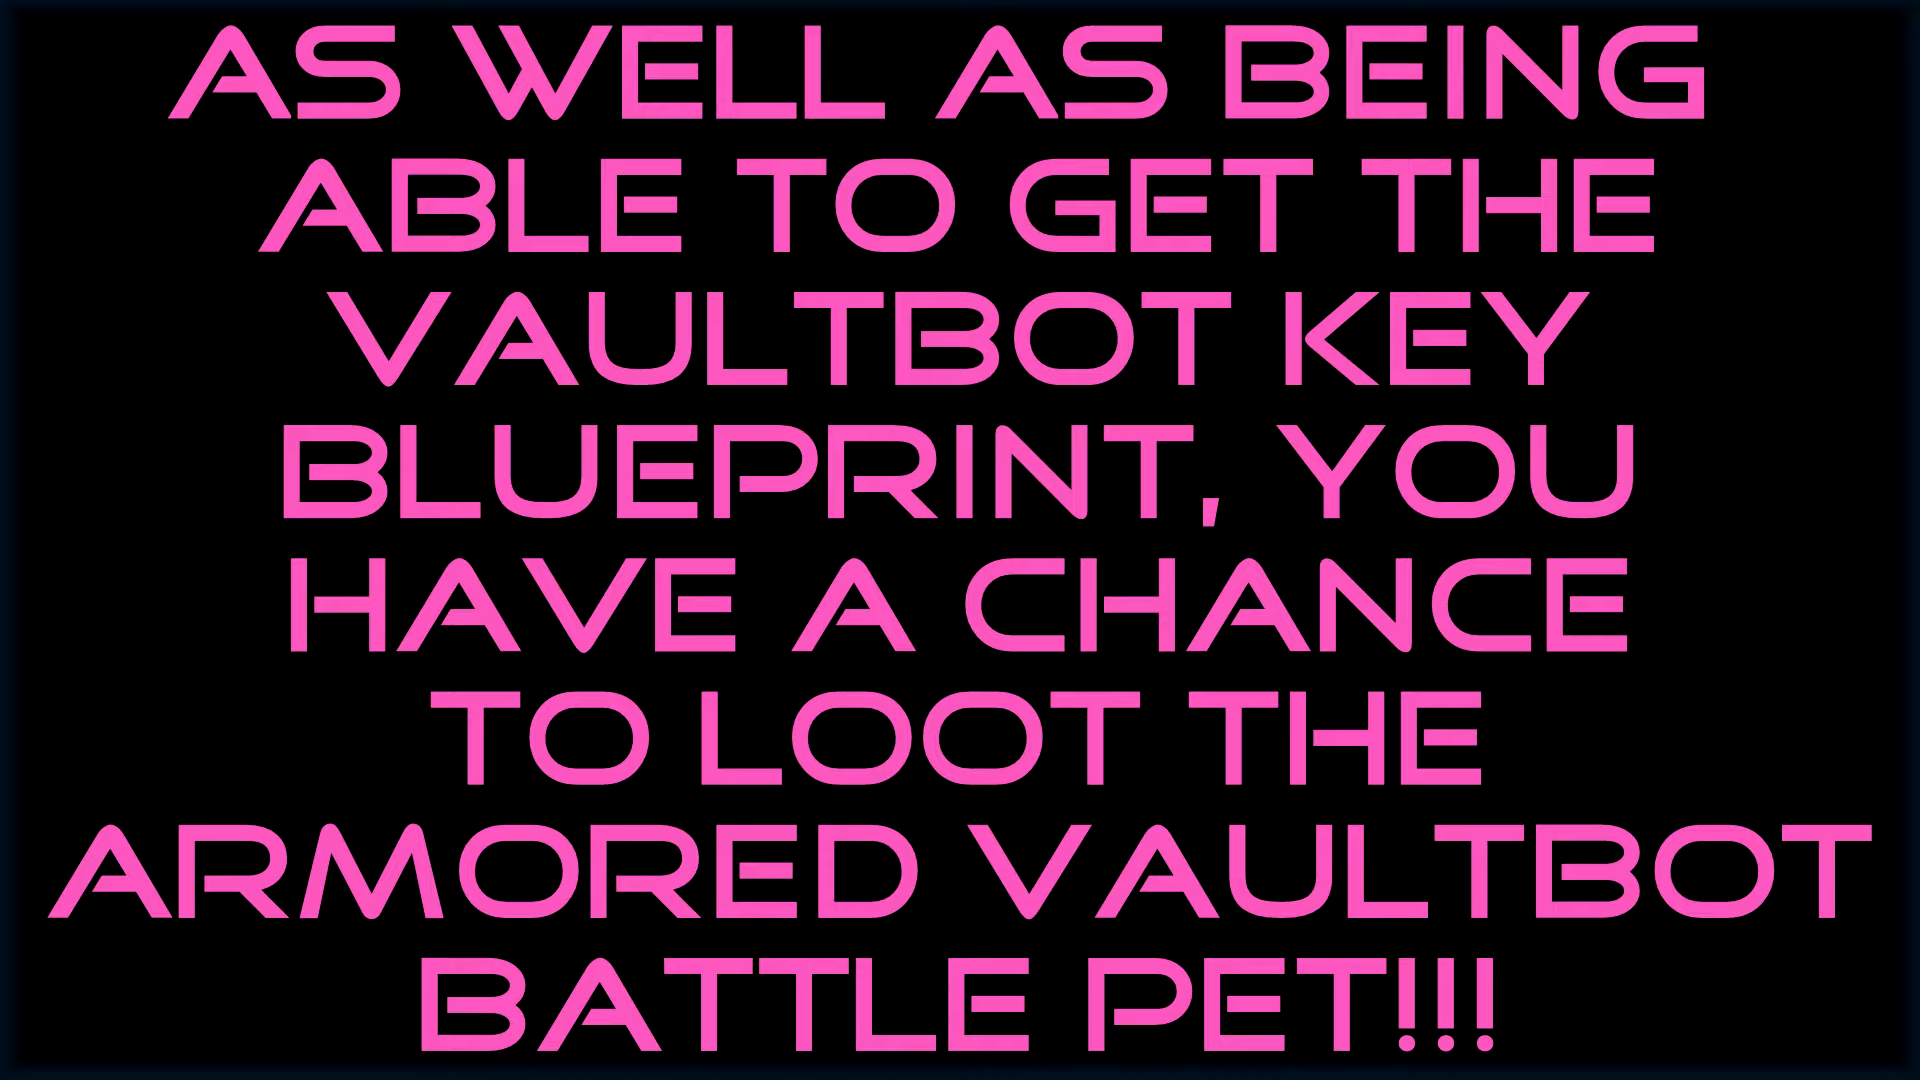 AS WELL AS BEING
ABLE TO GET THE
VAULTBOT KEY
BLUEPRINT, YOU
HAVE A CHANCE
TO LOOT THE
ARMORED VAULTBOT
BATTLE PET!!!